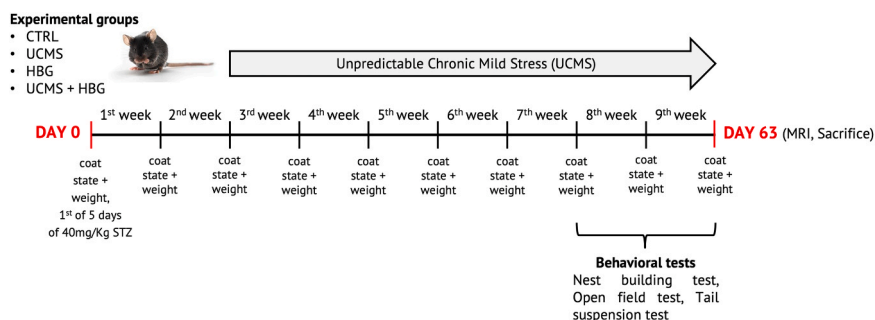 Experimental groups
• CTRL
• UCMS
• HBG
• UCMS + HBG
Unpredictable Chronic Mild Stress (UCMS)
1st week 2nd week 3rd week 4th week 5th week 6th week 7th week 8th week 9th week
DAY 0
DAY 63 (MRI, Sacrifice)
coat
state +
weight,
1st of 5 days
of 40mg/Kg STZ
coat
state +
weight
coat
state +
weight
coat
state +
weight
coat
state +
weight
coat
state +
weight
coat
state +
weight
coat
state +
weight
coat
state +
weight
coat
state +
weight
Behavioral tests
Nest building test,
Open field test, Tail
suspension test